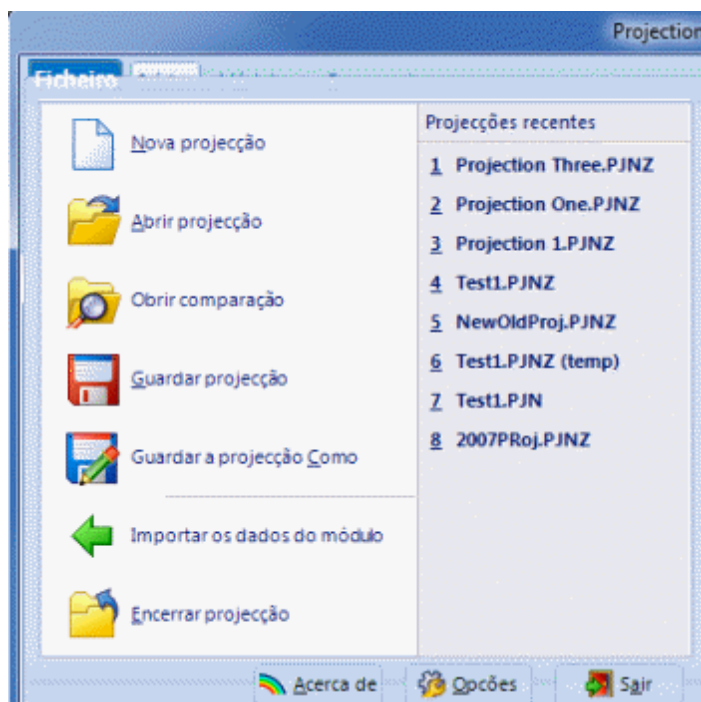 Projection
Ficheiro
Nova projecção
Abrir projecção
Obrir comparação
Guardar projecção
Guardar a projecção Como
Importar os dados do módulo
Encerrar projecção
Projecções recentes
1 Projection Three.PJNZ
2 Projection One.PJNZ
3 Projection 1.PJNZ
4 Test1.PJNZ
5 NewOldProj.PJNZ
6 Test1.PJNZ (temp)
7 Test1.PJN
8 2007PRoj.PJNZ
Acerca de
Opcões
Sair